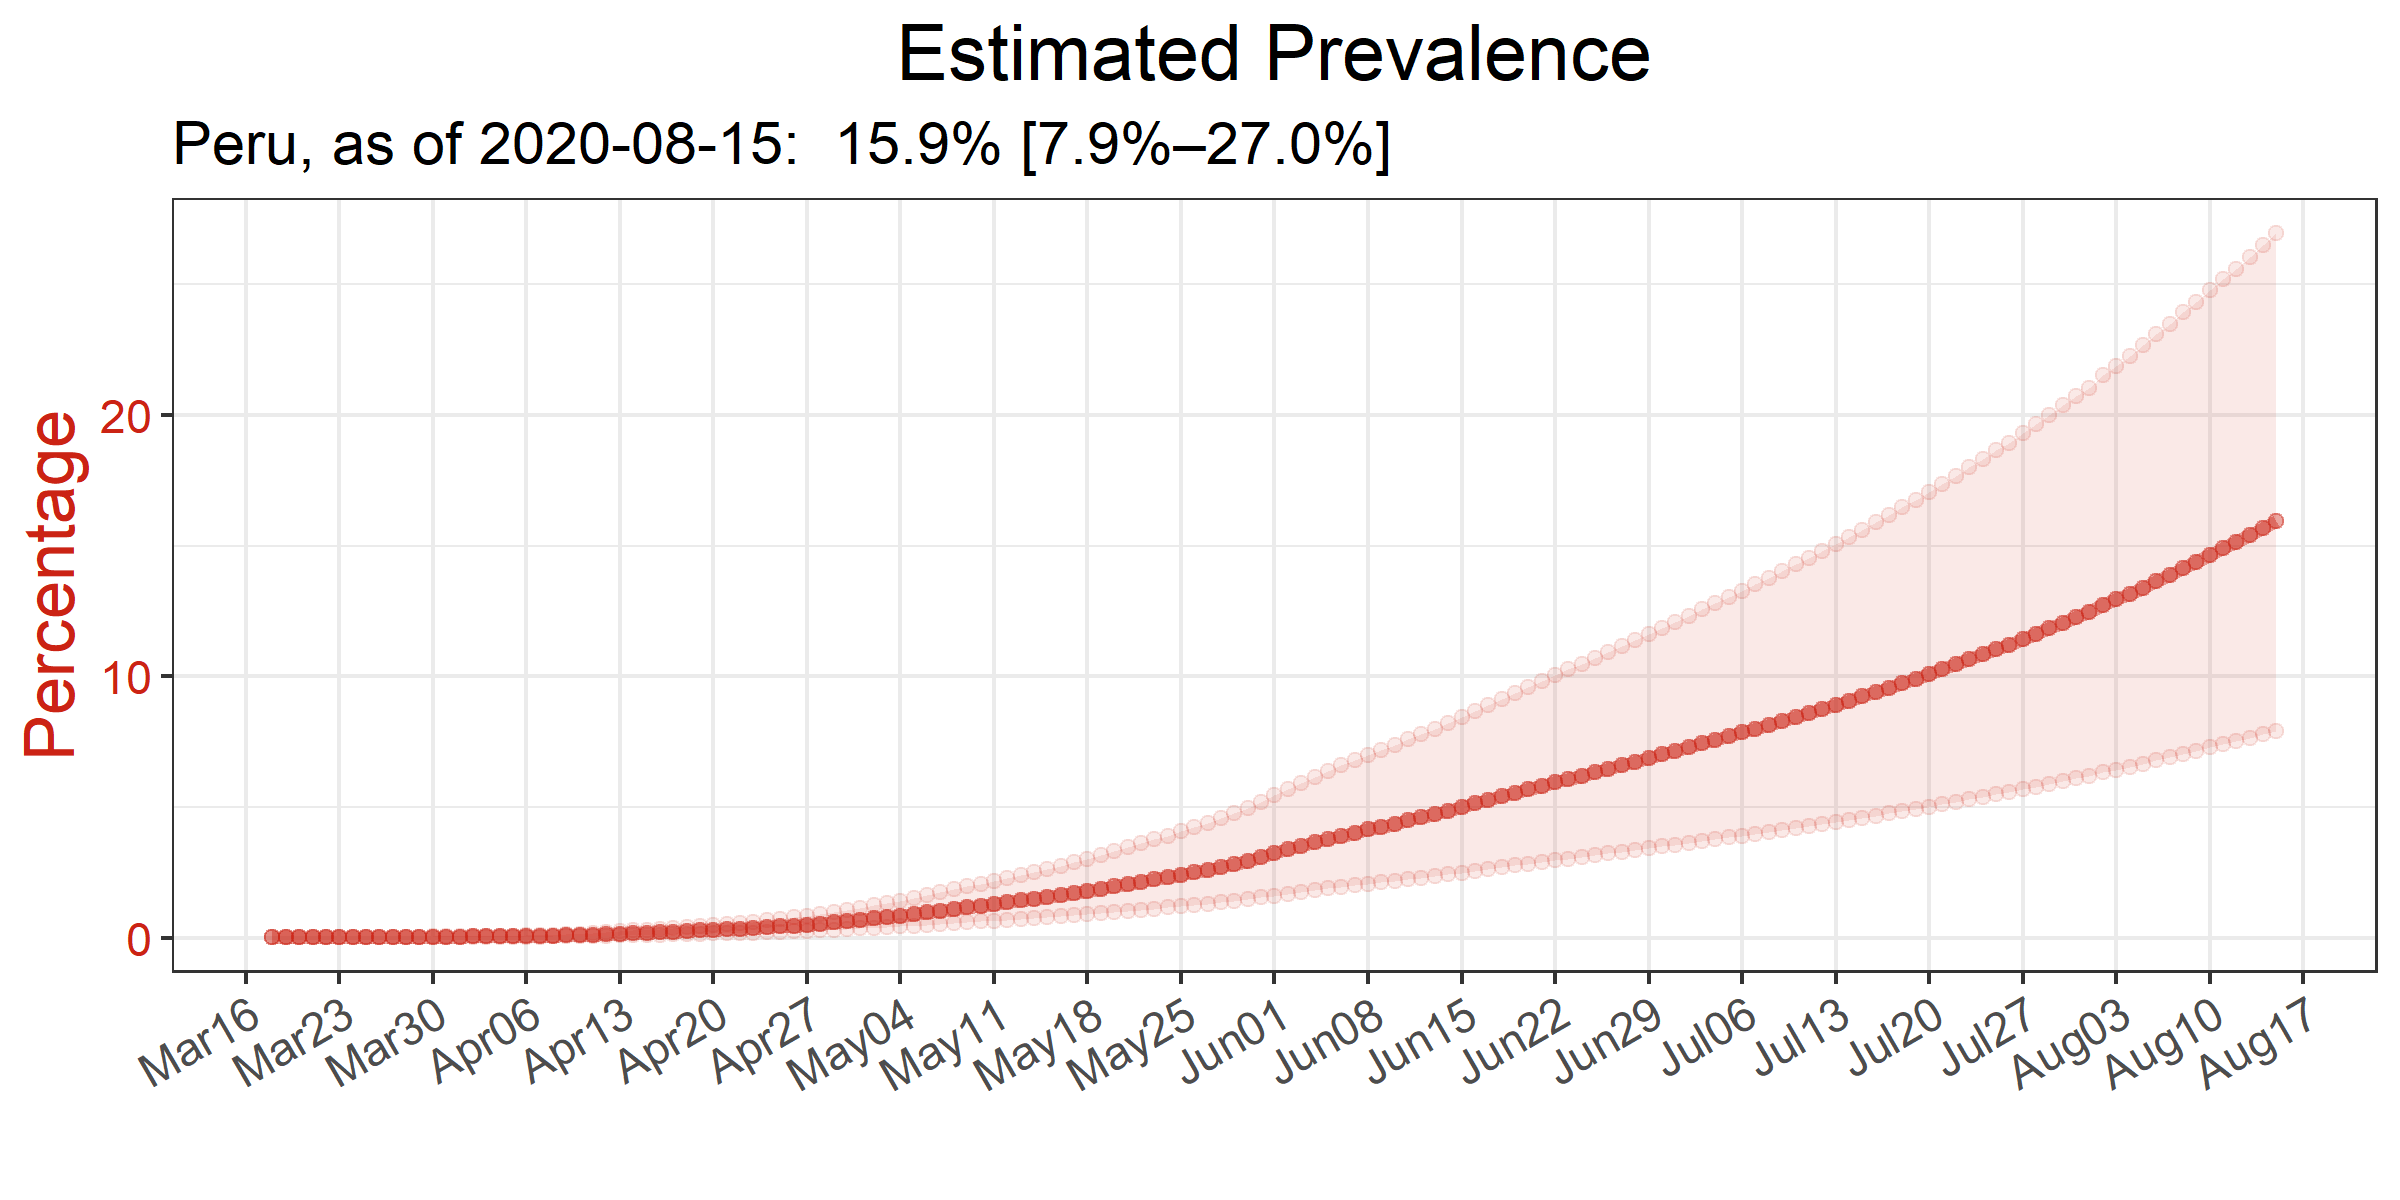 Estimated Prevalence
Peru, as of 2020-08-15:  15.9% [7.9%–27.0%]
Percentage
20
10
0
Mar16
Mar23
Mar30
Apr06
Apr13
Apr20
Apr27
May04
May11
May18
May25
Jun01
Jun08
Jun15
Jun22
Jun29
Jul06
Jul13
Jul20
Jul27
Aug03
Aug10
Aug17